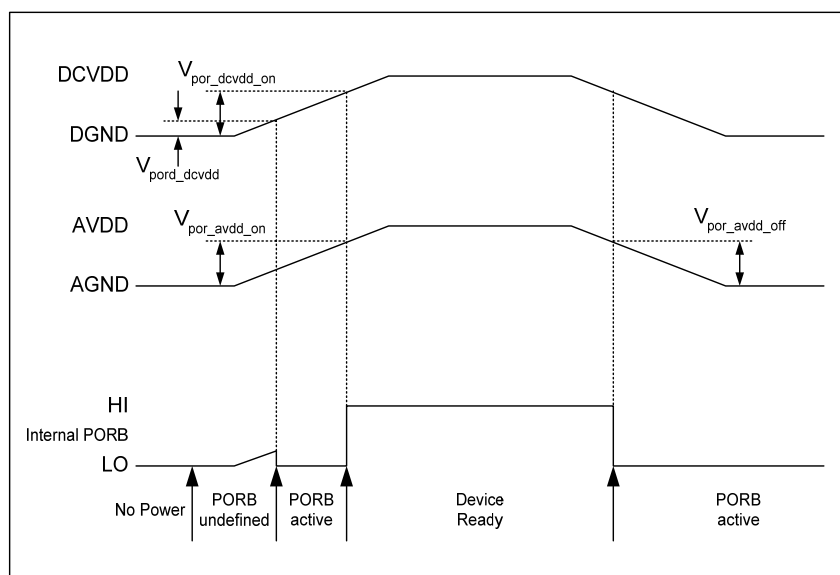 DCVDD
Vpor_dcvdd_on
DGND
Vpord_dcvdd
AVDD
Vpor_avdd_on
Vpor_avdd_off
AGND
HI
Internal PORB
LO
No Power
PORB
undefined
PORB
active
Device
Ready
PORB
active